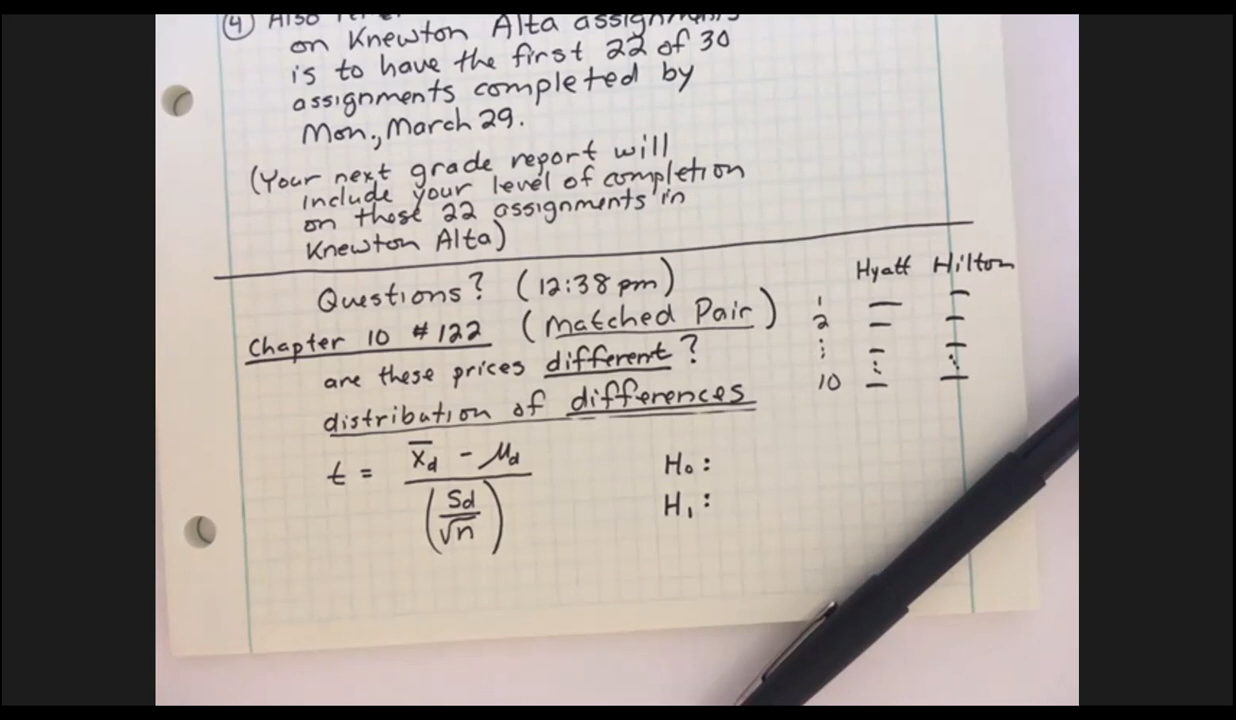 (4) Also
on Knewton Alta assignments
is to have the first 22 of 30
assignments completed by
Mon., March 29.
(Your next grade report will
include your level of completion
on those 22 assignments in
Knewton Alta)
Questions? (12:38 pm)
Chapter 10 #122 (Matched Pair)
are these prices different?
distribution of differences
t = x̄d - μd / (Sd / √n)
H₀:
H₁:
Hyatt Hilton
1 — —
2 — —
⋮ — —
⋮ ⋮
10 — —